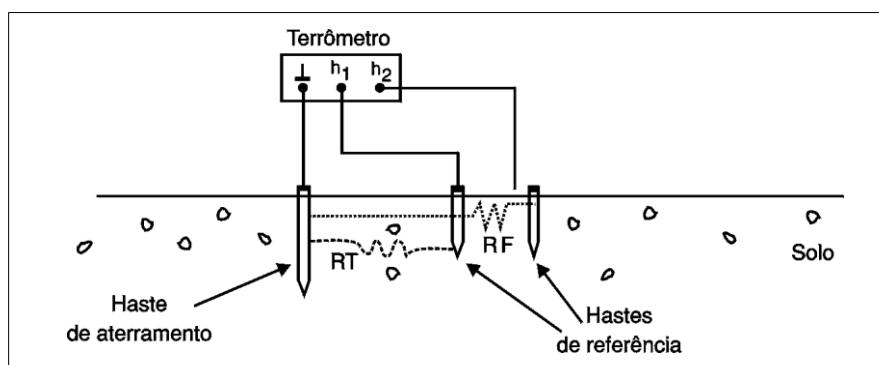 Terrômetro
h1 h2
RF
RT
Solo
Haste
de aterramento
Hastes
de referência